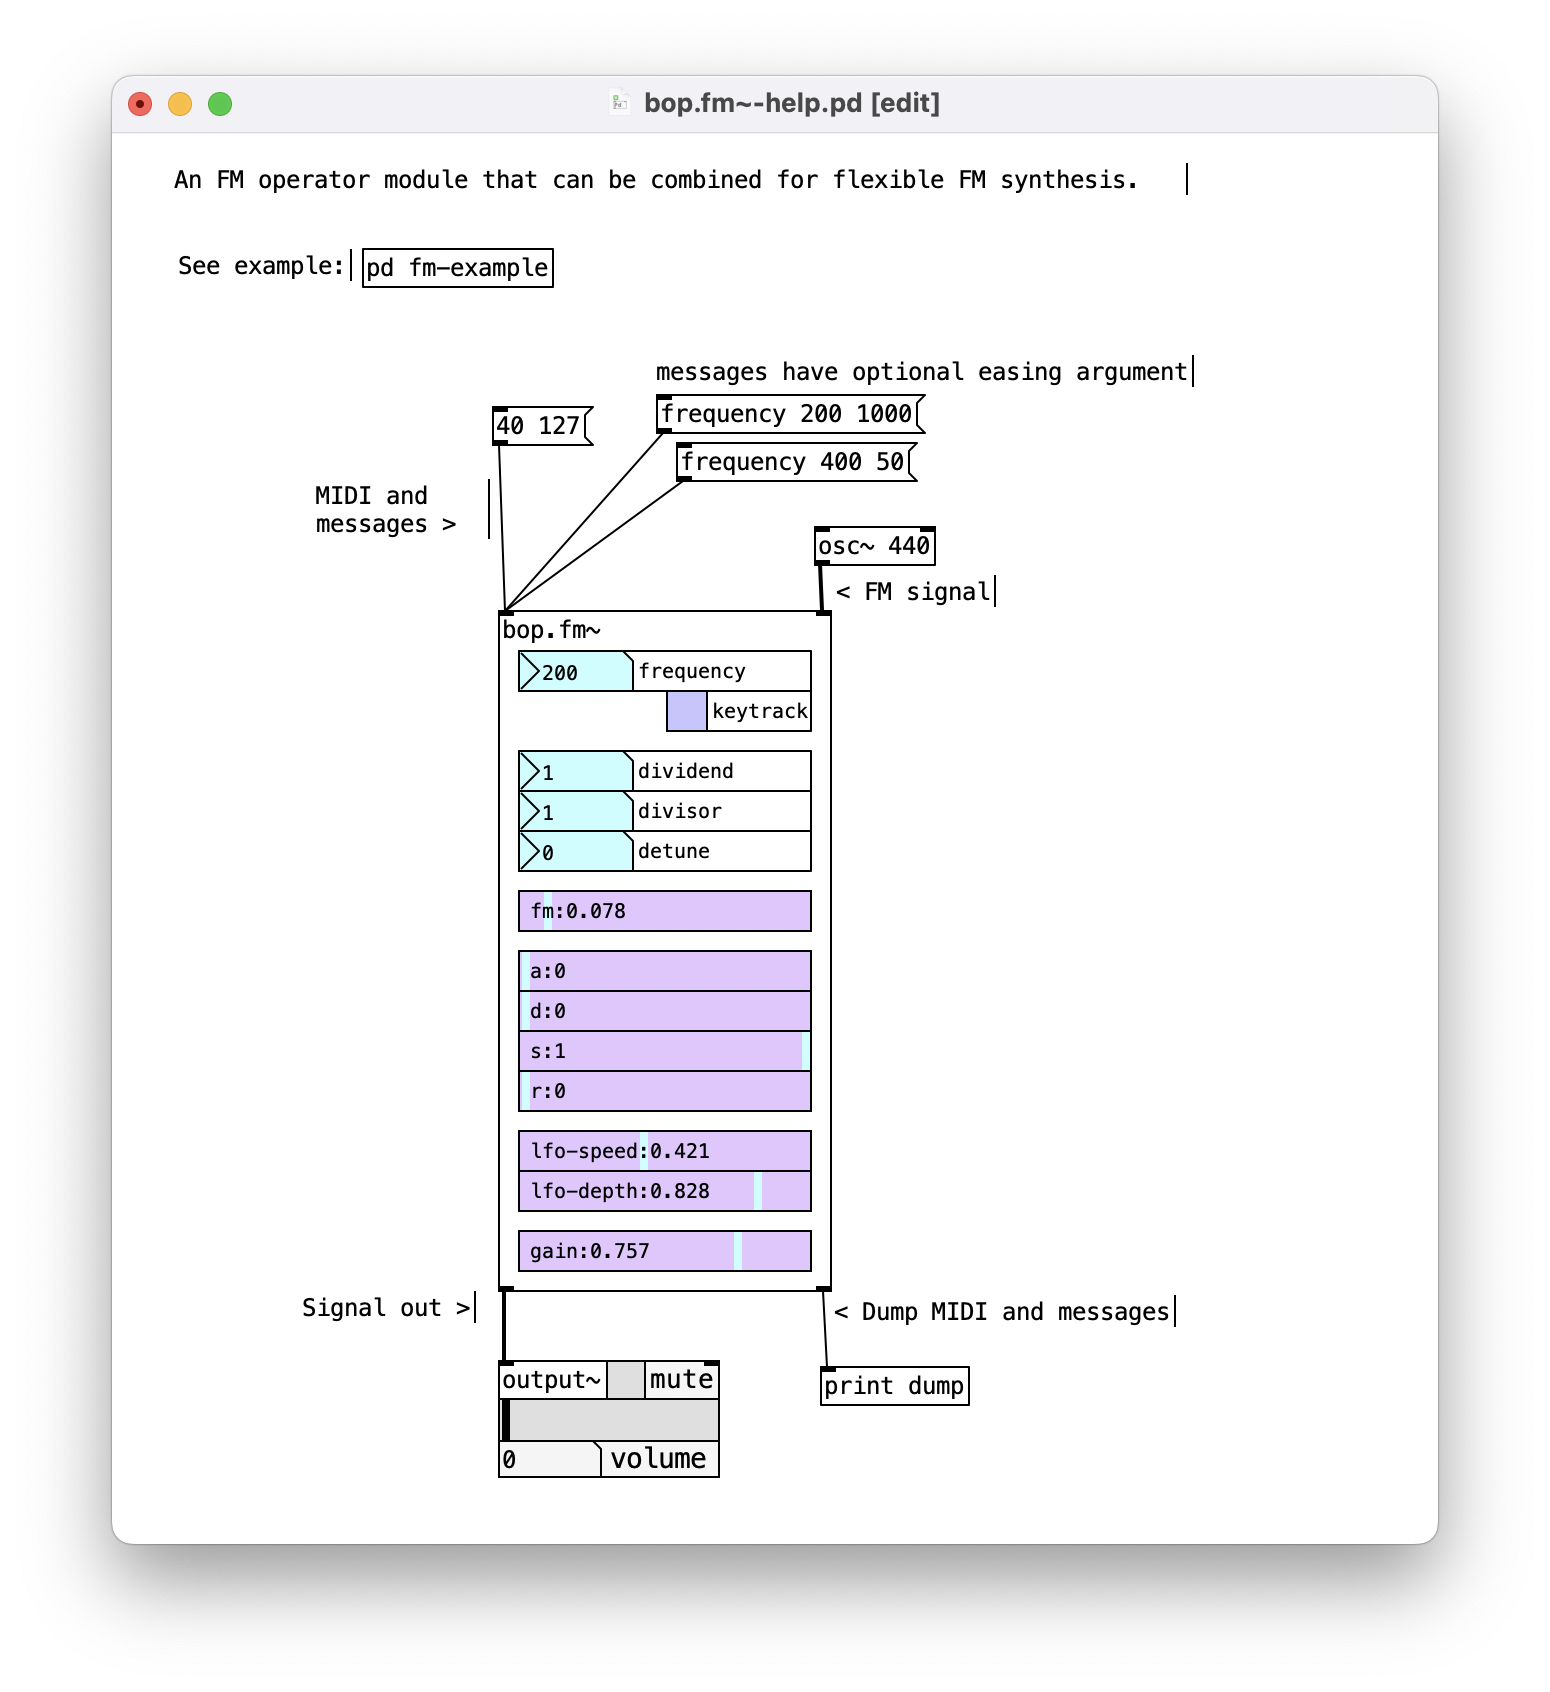 bop.fm~-help.pd [edit]
An FM operator module that can be combined for flexible FM synthesis.
See example:
pd fm-example
messages have optional easing argument
40 127
frequency 200 1000
frequency 400 50
MIDI and
messages >
osc~ 440
< FM signal
bop.fm~
200 frequency
keytrack
1 dividend
1 divisor
0 detune
fm:0.078
a:0
d:0
s:1
r:0
lfo-speed:0.421
lfo-depth:0.828
gain:0.757
Signal out >
< Dump MIDI and messages
output~ mute
print dump
0 volume